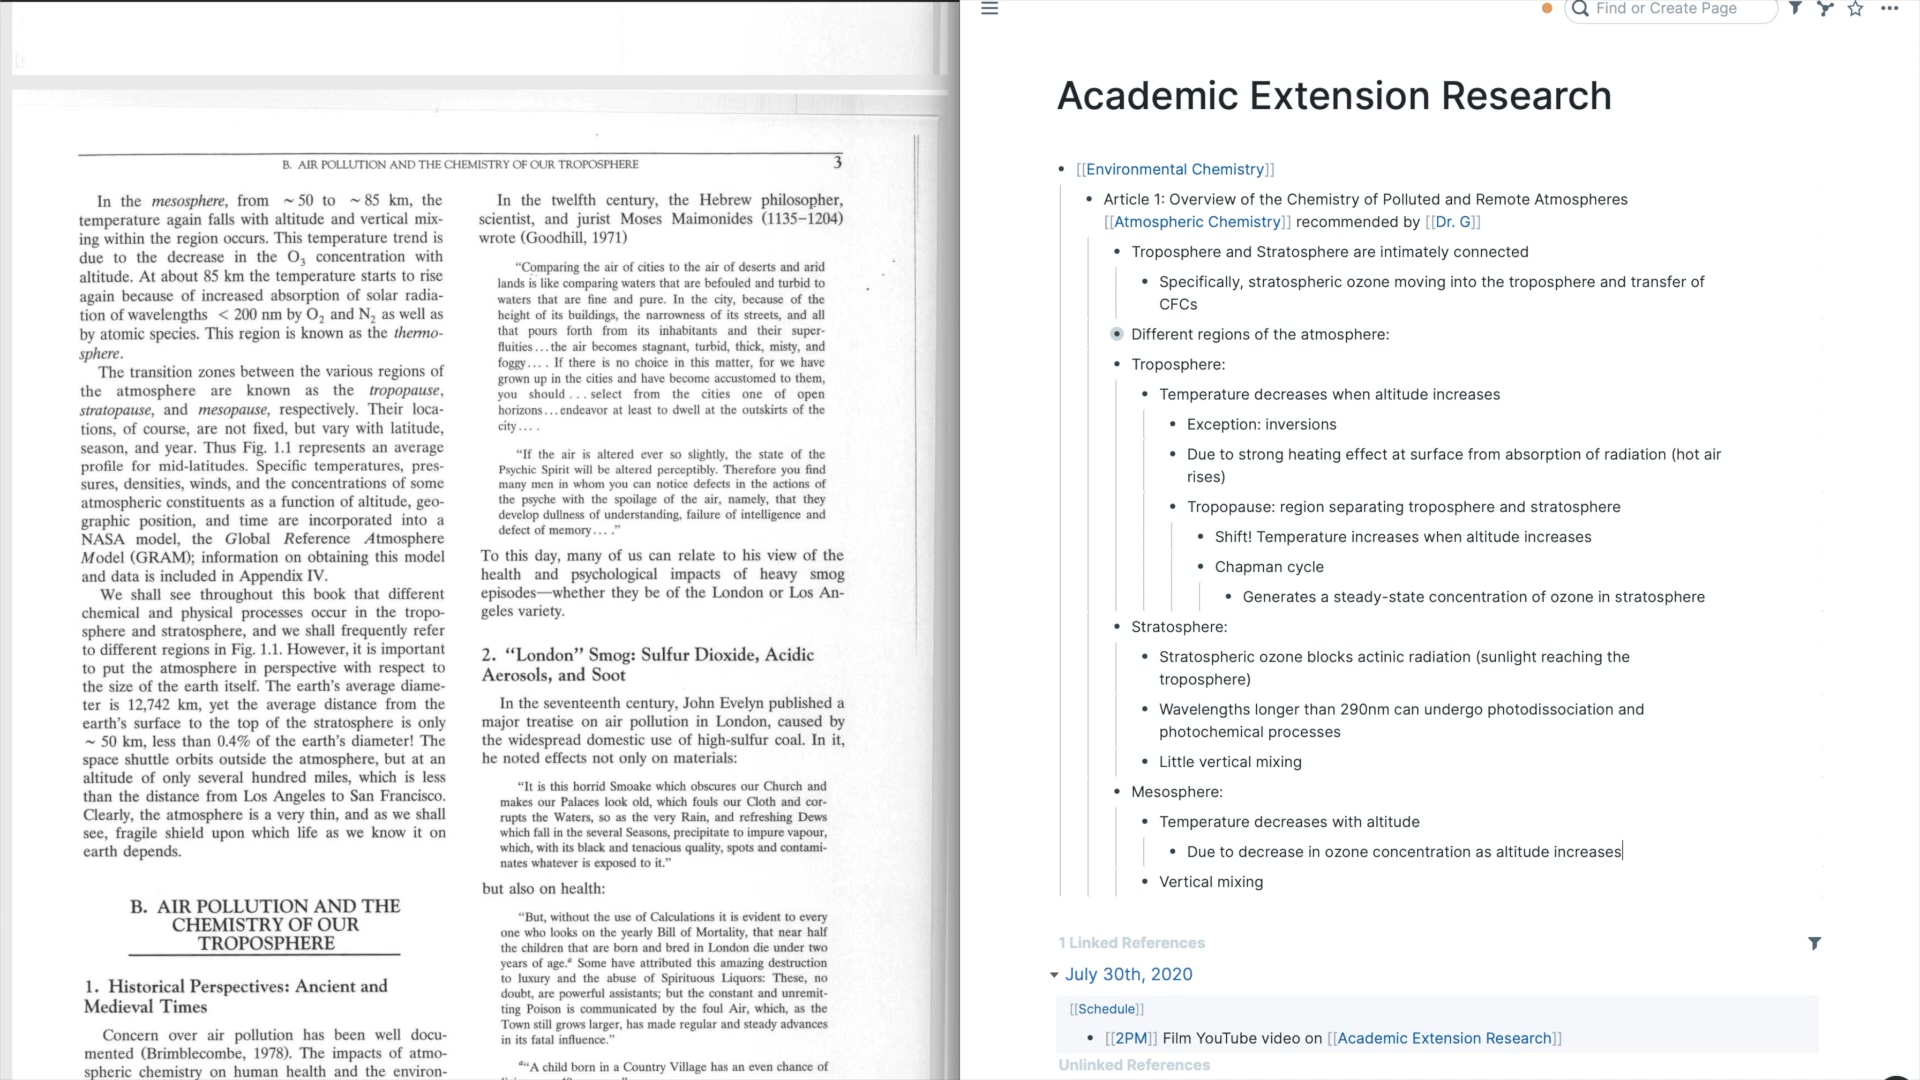 B. AIR POLLUTION AND THE CHEMISTRY OF OUR TROPOSPHERE
3
In the mesosphere, from ~ 50 to ~ 85 km, the
temperature again falls with altitude and vertical mix-
ing within the region occurs. This temperature trend is
due to the decrease in the O3 concentration with
altitude. At about 85 km the temperature starts to rise
again because of increased absorption of solar radia-
tion of wavelengths < 200 nm by O2 and N2 as well as
by atomic species. This region is known as the thermo-
sphere.
The transition zones between the various regions of
the atmosphere are known as the tropopause,
stratopause, and mesopause, respectively. Their loca-
tions, of course, are not fixed, but vary with latitude,
season, and year. Thus Fig. 1.1 represents an average
profile for mid-latitudes. Specific temperatures, pres-
sures, densities, winds, and the concentrations of some
atmospheric constituents as a function of altitude, geo-
graphic position, and time are incorporated into a
NASA model, the Global Reference Atmosphere
Model (GRAM); information on obtaining this model
and data is included in Appendix IV.
We shall see throughout this book that different
chemical and physical processes occur in the tropo-
sphere and stratosphere, and we shall frequently refer
to different regions in Fig. 1.1. However, it is important
to put the atmosphere in perspective with respect to
the size of the earth itself. The earth's average diame-
ter is 12,742 km, yet the average distance from the
earth's surface to the top of the stratosphere is only
~ 50 km, less than 0.4% of the earth's diameter! The
space shuttle orbits outside the atmosphere, but at an
altitude of only several hundred miles, which is less
than the distance from Los Angeles to San Francisco.
Clearly, the atmosphere is a very thin, and as we shall
see, fragile shield upon which life as we know it on
earth depends.
B. AIR POLLUTION AND THE
CHEMISTRY OF OUR
TROPOSPHERE
1. Historical Perspectives: Ancient and
Medieval Times
Concern over air pollution has been well docu-
mented (Brimblecombe, 1978). The impacts of atmo-
spheric chemistry on human health and the environ-
In the twelfth century, the Hebrew philosopher,
scientist, and jurist Moses Maimonides (1135–1204)
wrote (Goodhill, 1971)
“Comparing the air of cities to the air of deserts and arid
lands is like comparing waters that are befouled and turbid to
waters that are fine and pure. In the city, because of the
height of its buildings, the narrowness of its streets, and all
that pours forth from its inhabitants and their super-
fluities...the air becomes stagnant, turbid, thick, misty, and
foggy.... If there is no choice in this matter, for we have
grown up in the cities and have become accustomed to them,
you should ... select from the cities one of open
horizons...endeavor at least to dwell at the outskirts of the
city....
“If the air is altered ever so slightly, the state of the
Psychic Spirit will be altered perceptibly. Therefore you find
many men in whom you can notice defects in the actions of
the psyche with the spoilage of the air, namely, that they
develop dullness of understanding, failure of intelligence and
defect of memory....”
To this day, many of us can relate to his view of the
health and psychological impacts of heavy smog
episodes—whether they be of the London or Los An-
geles variety.
2. “London” Smog: Sulfur Dioxide, Acidic
Aerosols, and Soot
In the seventeenth century, John Evelyn published a
major treatise on air pollution in London, caused by
the widespread domestic use of high-sulfur coal. In it,
he noted effects not only on materials:
“It is this horrid Smoake which obscures our Church and
makes our Palaces look old, which fouls our Cloth and cor-
rupts the Waters, so as the very Rain, and refreshing Dews
which fall in the several Seasons, precipitate to impure vapour,
which, with its black and tenacious quality, spots and contami-
nates whatever is exposed to it.”
but also on health:
“But, without the use of Calculations it is evident to every
one who looks on the yearly Bill of Mortality, that near half
the children that are born and bred in London die under two
years of age.a Some have attributed this amazing destruction
to luxury and the abuse of Spirituous Liquors: These, no
doubt, are powerful assistants; but the constant and unremit-
ting Poison is communicated by the foul Air, which, as the
Town still grows larger, has made regular and steady advances
in its fatal influence.”
a“A child born in a Country Village has an even chance of
Find or Create Page
Academic Extension Research
[[Environmental Chemistry]]
Article 1: Overview of the Chemistry of Polluted and Remote Atmospheres
[[Atmospheric Chemistry]] recommended by [[Dr. G]]
Troposphere and Stratosphere are intimately connected
Specifically, stratospheric ozone moving into the troposphere and transfer of
CFCs
Different regions of the atmosphere:
Troposphere:
Temperature decreases when altitude increases
Exception: inversions
Due to strong heating effect at surface from absorption of radiation (hot air
rises)
Tropopause: region separating troposphere and stratosphere
Shift! Temperature increases when altitude increases
Chapman cycle
Generates a steady-state concentration of ozone in stratosphere
Stratosphere:
Stratospheric ozone blocks actinic radiation (sunlight reaching the
troposphere)
Wavelengths longer than 290nm can undergo photodissociation and
photochemical processes
Little vertical mixing
Mesosphere:
Temperature decreases with altitude
Due to decrease in ozone concentration as altitude increases
Vertical mixing
1 Linked References
July 30th, 2020
[[Schedule]]
[[2PM]] Film YouTube video on [[Academic Extension Research]]
Unlinked References